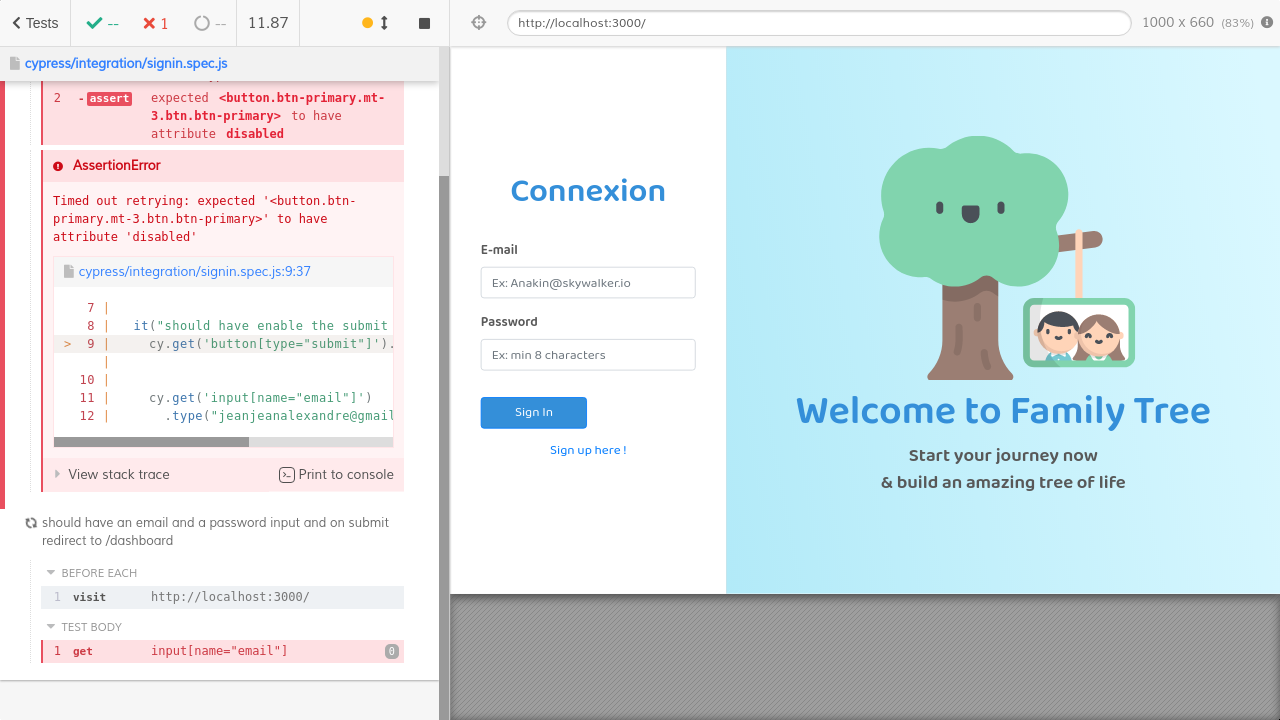 Tests
--
1
--
11.87
http://localhost:3000/
1000 x 660 (83%)
cypress/integration/signin.spec.js
2 -assert expected <button.btn-primary.mt-
3.btn.btn-primary> to have
attribute disabled
AssertionError
Timed out retrying: expected '<button.btn-
primary.mt-3.btn.btn-primary>' to have
attribute 'disabled'
cypress/integration/signin.spec.js:9:37
7 |
8 | it("should have enable the submit
> 9 | cy.get('button[type="submit"]').
|
10 |
11 | cy.get('input[name="email"]')
12 | .type("jeanjeanalexandre@gmail
View stack trace
Print to console
should have an email and a password input and on submit
redirect to /dashboard
BEFORE EACH
1 visit http://localhost:3000/
TEST BODY
1 get input[name="email"] 0
Connexion
E-mail
Ex: Anakin@skywalker.io
Password
Ex: min 8 characters
Sign In
Sign up here !
Welcome to Family Tree
Start your journey now
& build an amazing tree of life